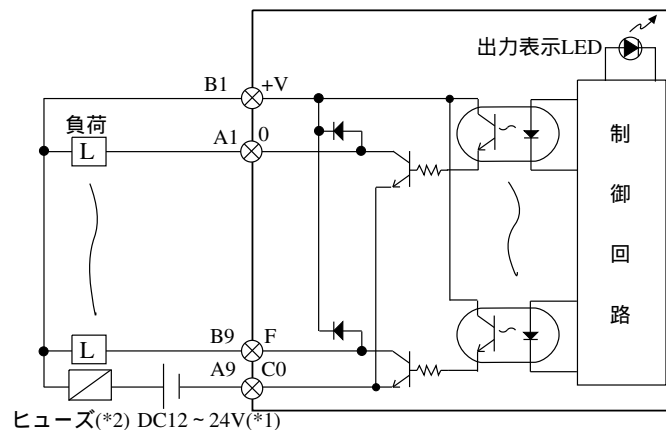 出力表示LED
B1 +V
負荷
L
A1 0
制御回路
B9 F
L
A9 C0
ヒューズ(*2) DC12~24V(*1)